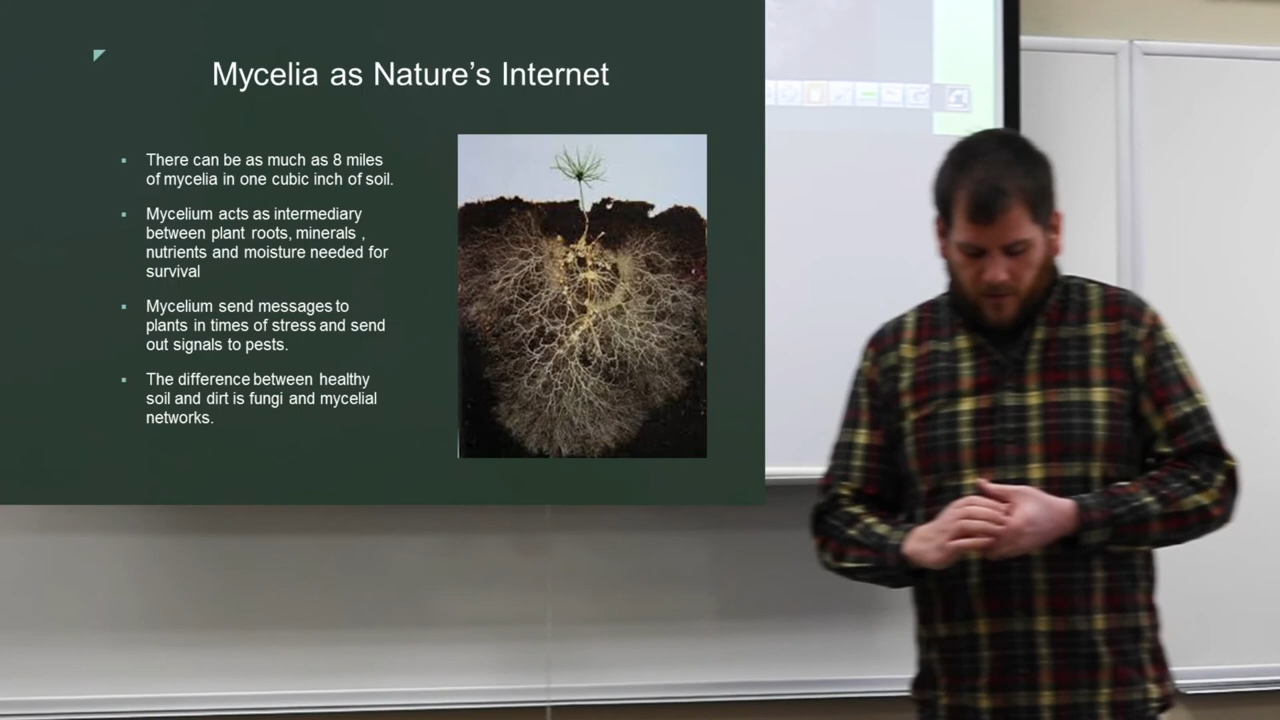 Mycelia as Nature's Internet
There can be as much as 8 miles
of mycelia in one cubic inch of soil.
Mycelium acts as intermediary
between plant roots, minerals ,
nutrients and moisture needed for
survival
Mycelium send messages to
plants in times of stress and send
out signals to pests.
The difference between healthy
soil and dirt is fungi and mycelial
networks.